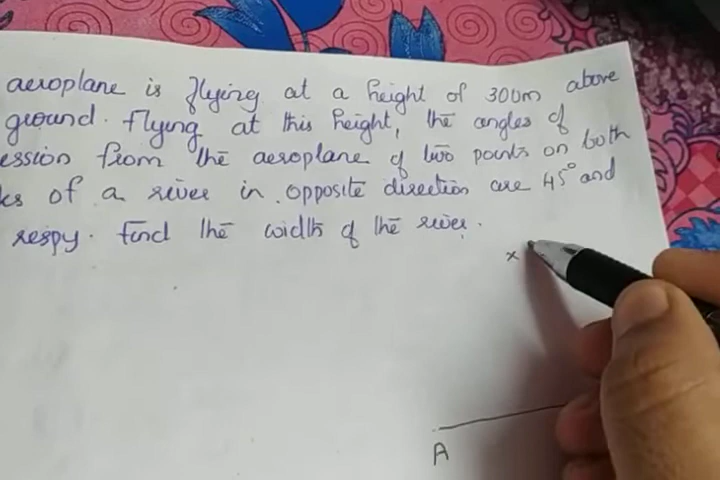 aeroplane is flying at a height of 300m above
ground. Flying at this height, the angles of
ession from the aeroplane of two points on both
ks of a river in opposite direction are 45° and
respy. Find the width of the river.
x
A